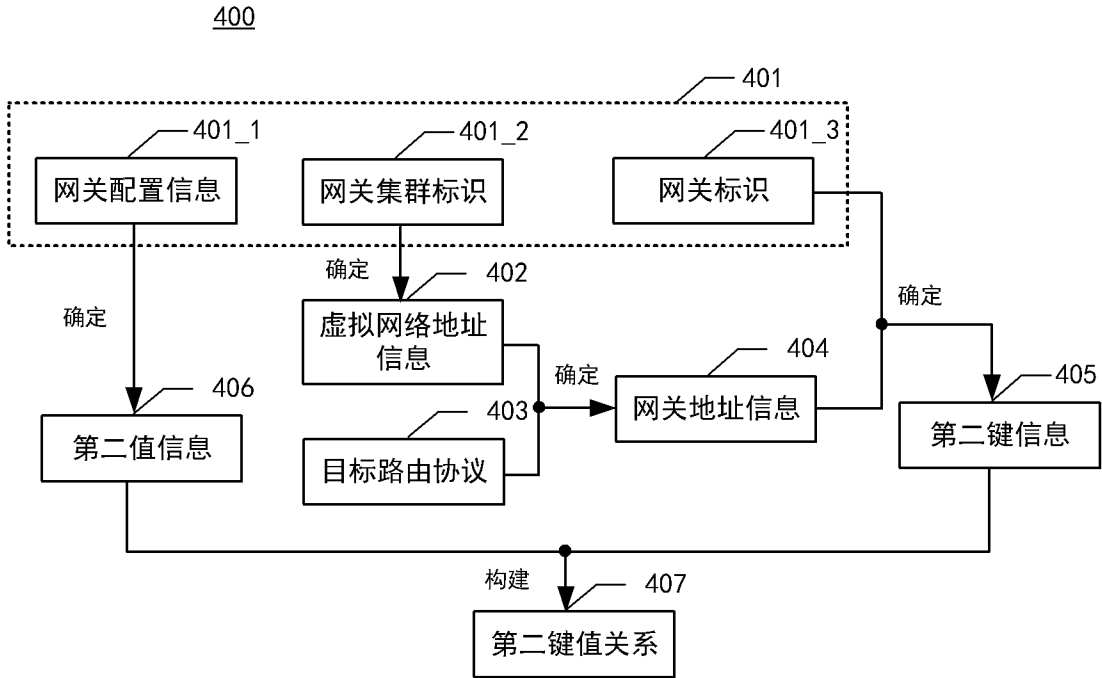 400
401
401_1
401_2
401_3
网关配置信息
网关集群标识
网关标识
确定
402
确定
确定
虚拟网络地址
信息
404
确定
405
406
403
网关地址信息
第二值信息
目标路由协议
第二键信息
构建
407
第二键值关系